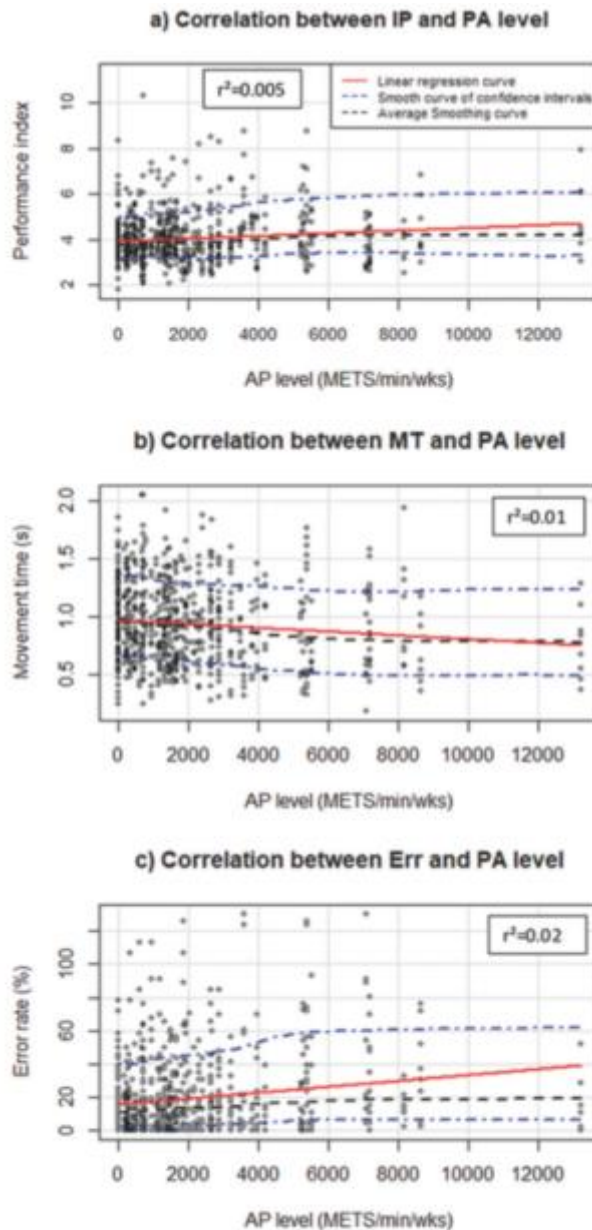 a) Correlation between IP and PA level
r²=0.005
Linear regression curve
Smooth curve of confidence intervals
Average Smoothing curve
Performance index
10
8
6
4
2
0 2000 4000 6000 8000 10000 12000
AP level (METS/min/wks)
b) Correlation between MT and PA level
r²=0.01
Movement time (s)
2.0
1.5
1.0
0.5
0 2000 4000 6000 8000 10000 12000
AP level (METS/min/wks)
c) Correlation between Err and PA level
r²=0.02
Error rate (%)
100
60
20
0
0 2000 4000 6000 8000 10000 12000
AP level (METS/min/wks)